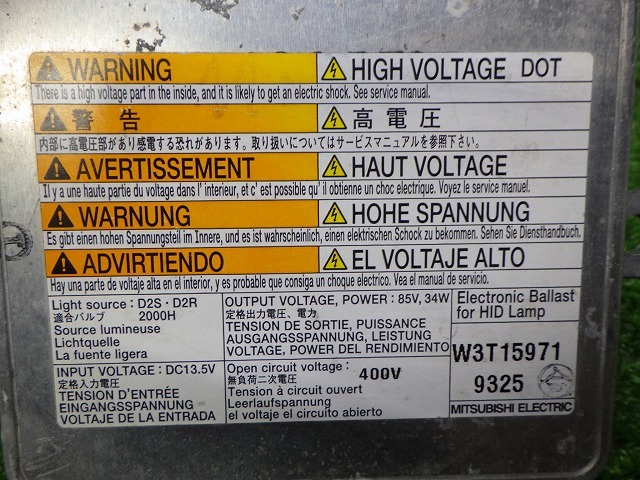 WARNING HIGH VOLTAGE DOT
There is a high voltage part in the inside, and it is likely to get an electric shock. See service manual.
警告 高電圧
内部に高電圧部があり感電する恐れがあります。取り扱いについてはサービスマニュアルを参照下さい。
AVERTISSEMENT HAUT VOLTAGE
Il y a une haute partie du voltage dans l' interieur, et c' est possible qu' il obtienne un choc electrique. Voyez le service manuel.
WARNUNG HOHE SPANNUNG
Es gibt einen hohen Spannungsteil im Innere, und es ist wahrscheinlich, einen elektrischen Schock zu bekommen. Sehen Sie Diensthandbuch.
ADVIRTIENDO EL VOLTAJE ALTO
Hay una parte de voltaje alta en el interior, y es probable que consiga un choque electrico. Vea el manual de servicio.
Light source : D2S · D2R
適合バルブ 2000H
Source lumineuse
Lichtquelle
La fuente ligera
OUTPUT VOLTAGE, POWER : 85V, 34W
定格出力電圧、電力
TENSION DE SORTIE, PUISSANCE
AUSGANGSSPANNUNG, LEISTUNG
VOLTAJE, POWER DEL RENDIMIENTO
Electronic Ballast
for HID Lamp
INPUT VOLTAGE : DC13.5V
定格入力電圧
TENSION D'ENTRÉE
EINGANGSSPANNUNG
VOLTAJE DE LA ENTRADA
Open circuit voltage : 400V
無負荷二次電圧
Tension à circuit ouvert
Leerlaufspannung
el voltaje el circuito abierto
W3T15971
9325
MITSUBISHI ELECTRIC